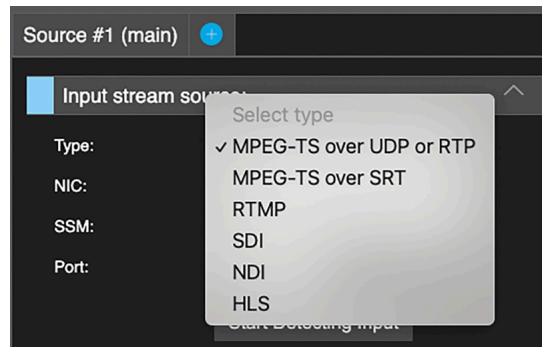 Source #1 (main)
Input stream source:
Select type
Type:
✓ MPEG-TS over UDP or RTP
NIC:
MPEG-TS over SRT
RTMP
SSM:
SDI
Port:
NDI
HLS
Start Detecting Input